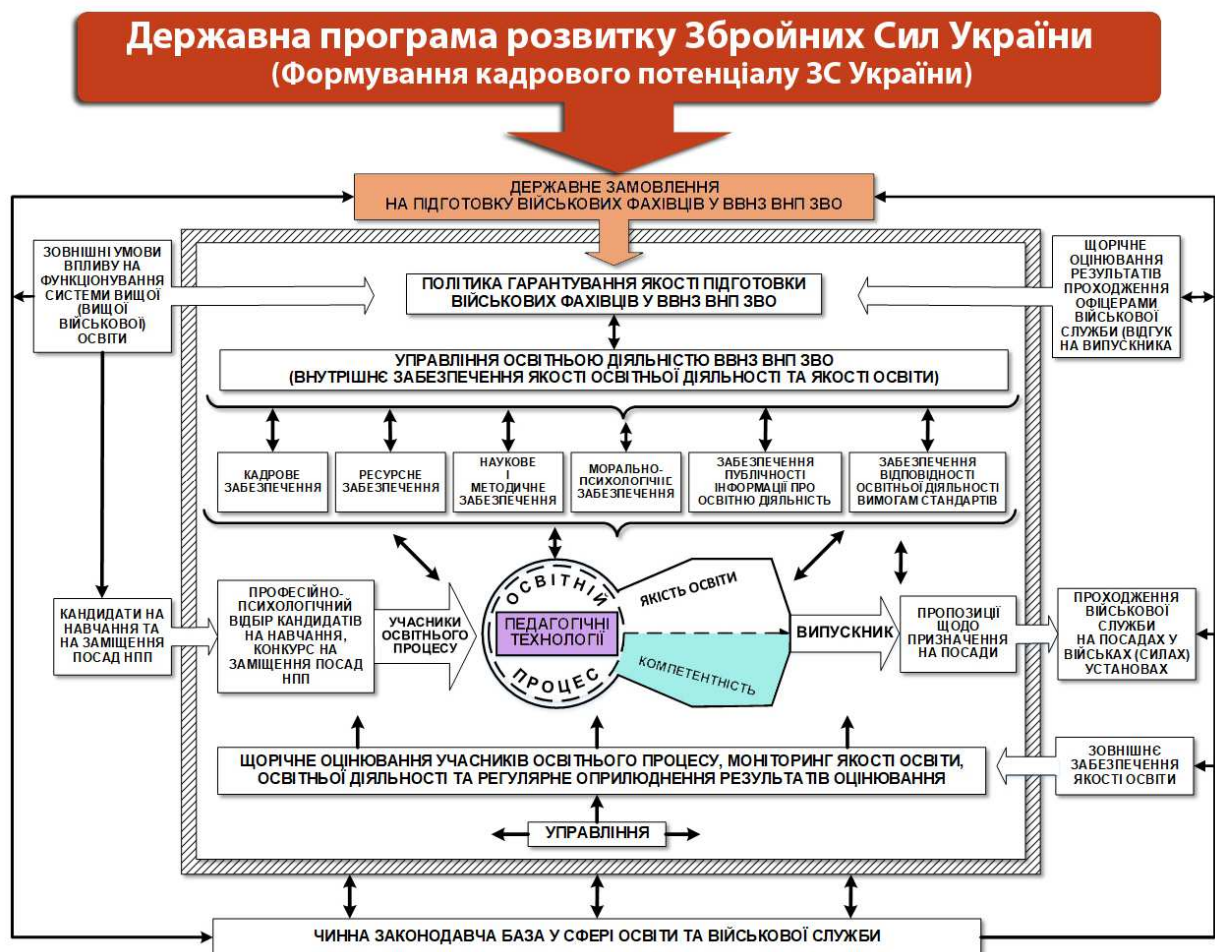 Державна програма розвитку Збройних Сил України
(Формування кадрового потенціалу ЗС України)
ДЕРЖАВНЕ ЗАМОВЛЕННЯ
НА ПІДГОТОВКУ ВІЙСЬКОВИХ ФАХІВЦІВ У ВВНЗ ВНП ЗВО
ЗОВНІШНІ УМОВИ
ВПЛИВУ НА
ФУНКЦІОНУВАННЯ
СИСТЕМИ ВИЩОЇ
(ВИЩОЇ
ВІЙСЬКОВОЇ)
ОСВІТИ
ПОЛІТИКА ГАРАНТУВАННЯ ЯКОСТІ ПІДГОТОВКИ
ВІЙСЬКОВИХ ФАХІВЦІВ У ВВНЗ ВНП ЗВО
ЩОРІЧНЕ
ОЦІНЮВАННЯ
РЕЗУЛЬТАТІВ
ПРОХОДЖЕННЯ
ОФІЦЕРАМИ
ВІЙСЬКОВОЇ
СЛУЖБИ (ВІДГУК
НА ВИПУСКНИКА
УПРАВЛІННЯ ОСВІТНЬОЮ ДІЯЛЬНІСТЮ ВВНЗ ВНП ЗВО
(ВНУТРІШНЄ ЗАБЕЗПЕЧЕННЯ ЯКОСТІ ОСВІТНЬОЇ ДІЯЛЬНОСТІ ТА ЯКОСТІ ОСВІТИ)
КАДРОВЕ
ЗАБЕЗПЕЧЕННЯ
РЕСУРСНЕ
ЗАБЕЗПЕЧЕННЯ
НАУКОВЕ
І
МЕТОДИЧНЕ
ЗАБЕЗПЕЧЕННЯ
МОРАЛЬНО-
ПСИХОЛОГІЧНЕ
ЗАБЕЗПЕЧЕННЯ
ЗАБЕЗПЕЧЕННЯ
ПУБЛІЧНОСТІ
ІНФОРМАЦІЇ ПРО
ОСВІТНЮ ДІЯЛЬНІСТЬ
ЗАБЕЗПЕЧЕННЯ
ВІДПОВІДНОСТІ
ОСВІТНЬОЇ ДІЯЛЬНОСТІ
ВИМОГАМ СТАНДАРТІВ
КАНДИДАТИ НА
НАВЧАННЯ ТА
НА ЗАМІЩЕННЯ
ПОСАД НПП
ПРОФЕСІЙНО-
ПСИХОЛОГІЧНИЙ
ВІДБІР КАНДИДАТІВ
НА НАВЧАННЯ,
КОНКУРС НА
ЗАМІЩЕННЯ ПОСАД
НПП
УЧАСНИКИ
ОСВІТНЬОГО
ПРОЦЕСУ
ОСВІТНІЙ
ПЕДАГОГІЧНІ
ТЕХНОЛОГІЇ
ПРОЦЕС
ЯКІСТЬ ОСВІТИ
КОМПЕТЕНТНІСТЬ
ВИПУСКНИК
ПРОПОЗИЦІЇ
ЩОДО
ПРИЗНАЧЕННЯ
НА ПОСАДИ
ПРОХОДЖЕННЯ
ВІЙСЬКОВОЇ
СЛУЖБИ
НА ПОСАДАХ У
ВІЙСЬКАХ (СИЛАХ)
УСТАНОВАХ
ЩОРІЧНЕ ОЦІНЮВАННЯ УЧАСНИКІВ ОСВІТНЬОГО ПРОЦЕСУ, МОНІТОРИНГ ЯКОСТІ ОСВІТИ,
ОСВІТНЬОЇ ДІЯЛЬНОСТІ ТА РЕГУЛЯРНЕ ОПРИЛЮДНЕННЯ РЕЗУЛЬТАТІВ ОЦІНЮВАННЯ
ЗОВНІШНЄ
ЗАБЕЗПЕЧЕННЯ
ЯКОСТІ ОСВІТИ
УПРАВЛІННЯ
ЧИННА ЗАКОНОДАВЧА БАЗА У СФЕРІ ОСВІТИ ТА ВІЙСЬКОВОЇ СЛУЖБИ